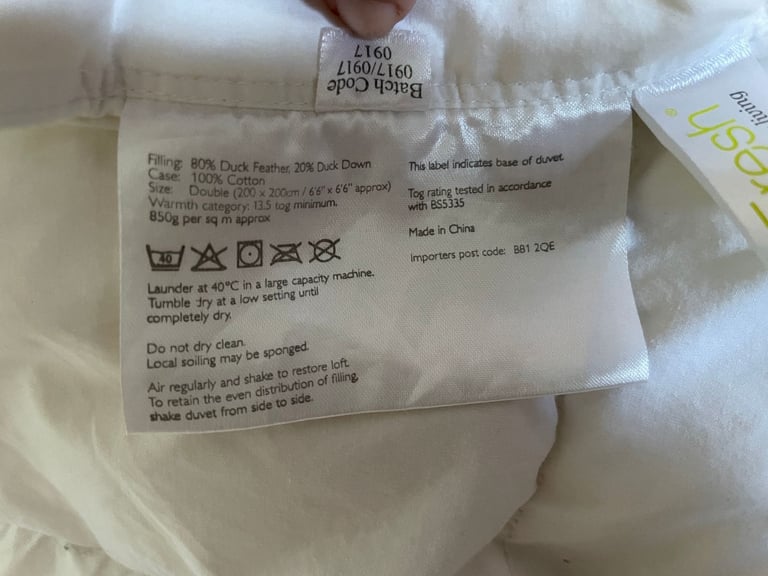 Batch Code
0917/0917
0917
Filling: 80% Duck Feather, 20% Duck Down
Case: 100% Cotton
Size: Double (200 x 200cm / 6'6" x 6'6" approx)
Warmth category: 13.5 tog minimum.
850g per sq m approx
40
Launder at 40°C in a large capacity machine.
Tumble dry at a low setting until
completely dry.
Do not dry clean.
Local soiling may be sponged.
Air regularly and shake to restore loft.
To retain the even distribution of filling,
shake duvet from side to side.
This label indicates base of duvet
Tog rating tested in accordance
with BS5335
Made in China
Importers post code: BB1 2QE
living